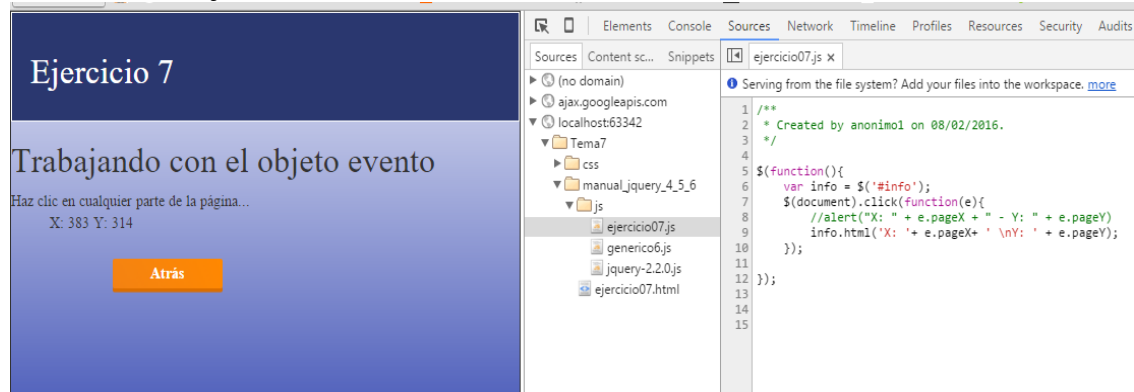 Ejercicio 7
Trabajando con el objeto evento
Haz clic en cualquier parte de la página...
X: 383 Y: 314
Atrás
Elements Console Sources Network Timeline Profiles Resources Security Audits
Sources Content sc... Snippets
ejercicio07.js x
(no domain)
ajax.googleapis.com
localhost:63342
Tema7
css
manual_jquery_4_5_6
js
ejercicio07.js
generico6.js
jquery-2.2.0.js
ejercicio07.html
Serving from the file system? Add your files into the workspace. more
1 /**
2 * Created by anonimo1 on 08/02/2016.
3 */
4
5 $(function(){
6 var info = $('#info');
7 $(document).click(function(e){
8 //alert("X: " + e.pageX + " - Y: " + e.pageY)
9 info.html('X: '+ e.pageX+ ' \nY: ' + e.pageY);
10 });
11
12 });
13
14
15